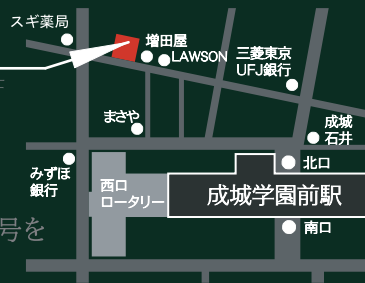 スギ薬局
増田屋
LAWSON
三菱東京
UFJ銀行
まさや
成城
石井
みずほ
銀行
西口
ロータリー
北口
成城学園前駅
南口
号を